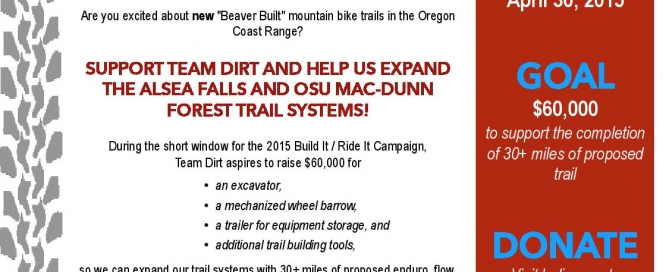 Are you excited about new "Beaver Built" mountain bike trails in the Oregon
Coast Range?
SUPPORT TEAM DIRT AND HELP US EXPAND
THE ALSEA FALLS AND OSU MAC-DUNN
FOREST TRAIL SYSTEMS!
During the short window for the 2015 Build It / Ride It Campaign,
Team Dirt aspires to raise $60,000 for
• an excavator,
• a mechanized wheel barrow,
• a trailer for equipment storage, and
• additional trail building tools,
so we can expand our trail systems with 30+ miles of proposed enduro, flow
April 30, 2015
GOAL
$60,000
to support the completion
of 30+ miles of proposed
trail
DONATE